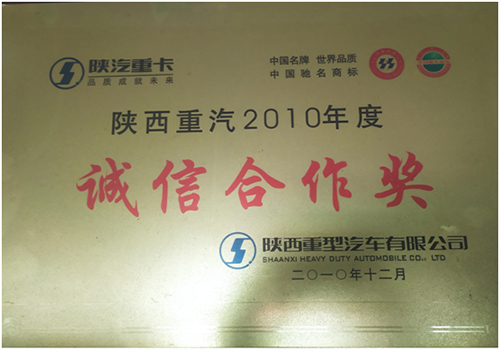 陕汽重卡
品质成就未来
中国名牌 世界品质
中国驰名商标
陕西重汽2010年度
诚信合作奖
陕西重型汽车有限公司
SHAANXI HEAVY DUTY AUTOMOBILE CO., LTD
二〇一〇年十二月